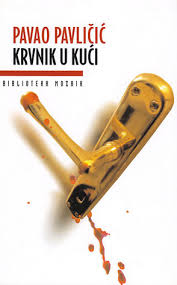 PAVAO PAVLIČIĆ
KRVNIK U KUĆI
BIBLIOTEKA MOZAIK